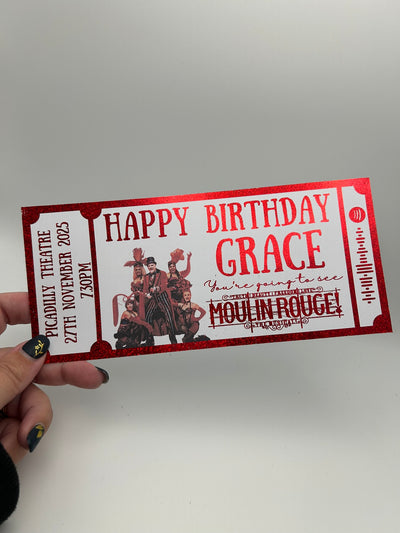 PICADILLY THEATRE
27TH NOVEMBER 2025
7.30PM
HAPPY BIRTHDAY
GRACE
You're going to see
MOULIN ROUGE!